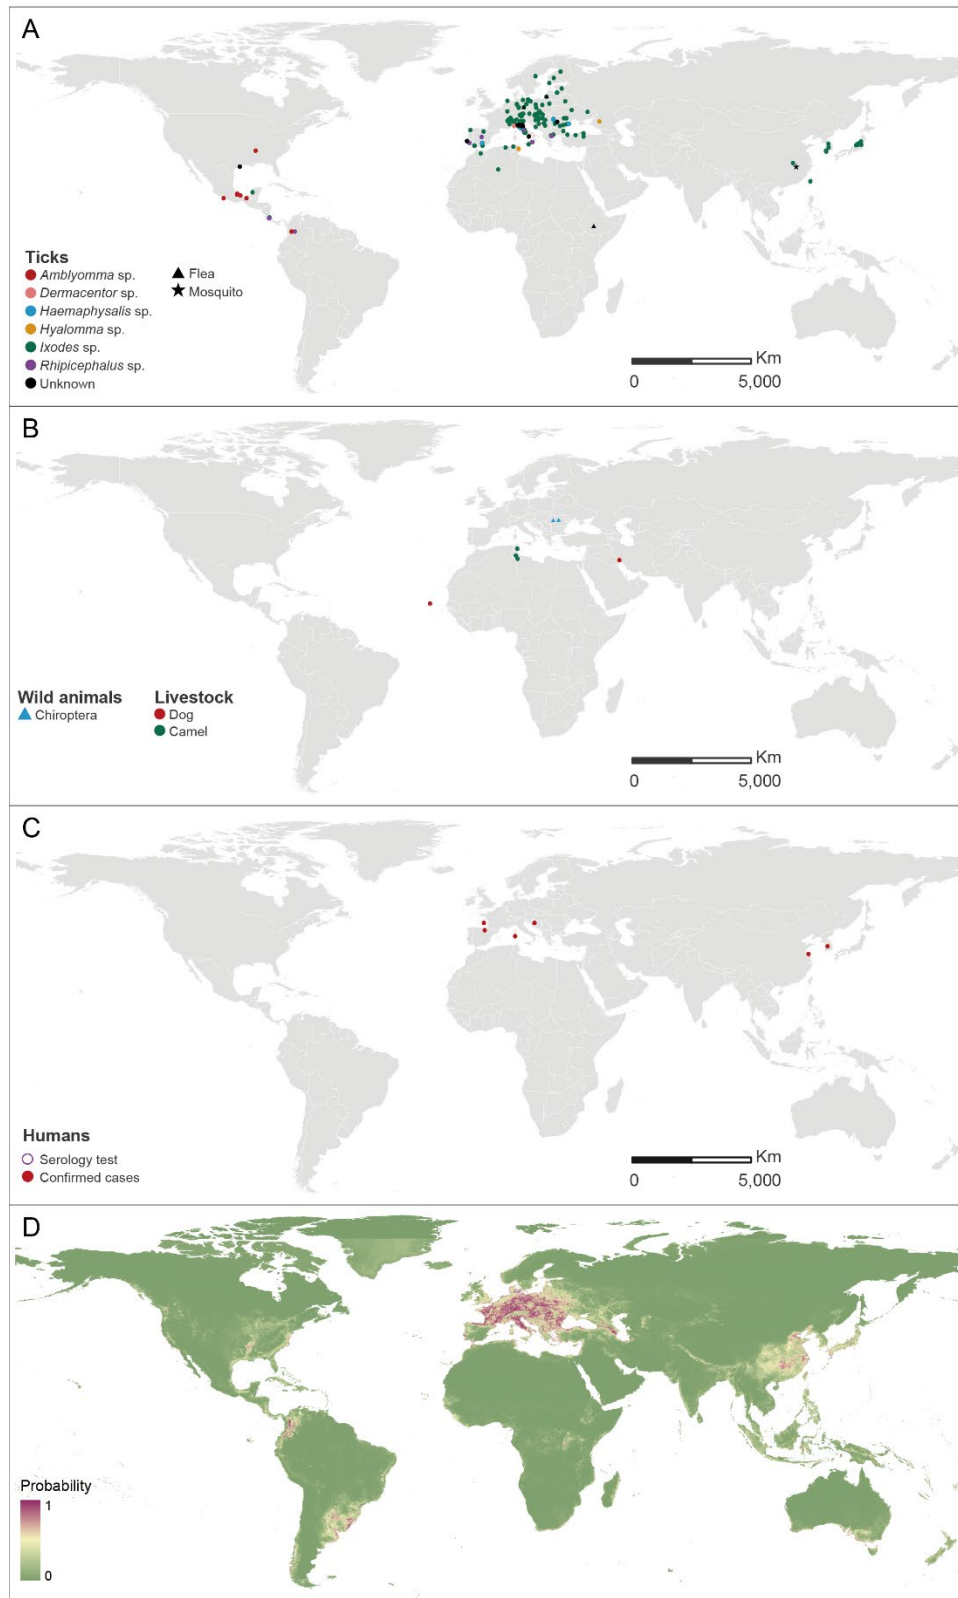 A
Ticks
Amblyomma sp.
Dermacentor sp.
Haemaphysalis sp.
Hyalomma sp.
Ixodes sp.
Rhipicephalus sp.
Unknown
Flea
Mosquito
Km
0 5,000
B
Wild animals
Chiroptera
Livestock
Dog
Camel
Km
0 5,000
C
Humans
Serology test
Confirmed cases
Km
0 5,000
D
Probability
1
0